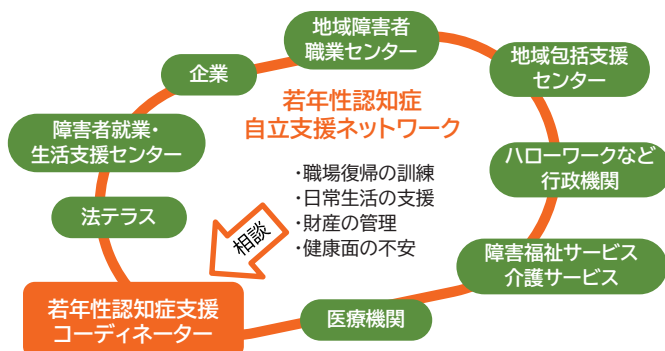 地域障害者
職業センター
地域包括支援
センター
企業
若年性認知症
自立支援ネットワーク
障害者就業・
生活支援センター
ハローワークなど
行政機関
・職場復帰の訓練
・日常生活の支援
・財産の管理
・健康面の不安
法テラス
相談
障害福祉サービス
介護サービス
若年性認知症支援
コーディネーター
医療機関